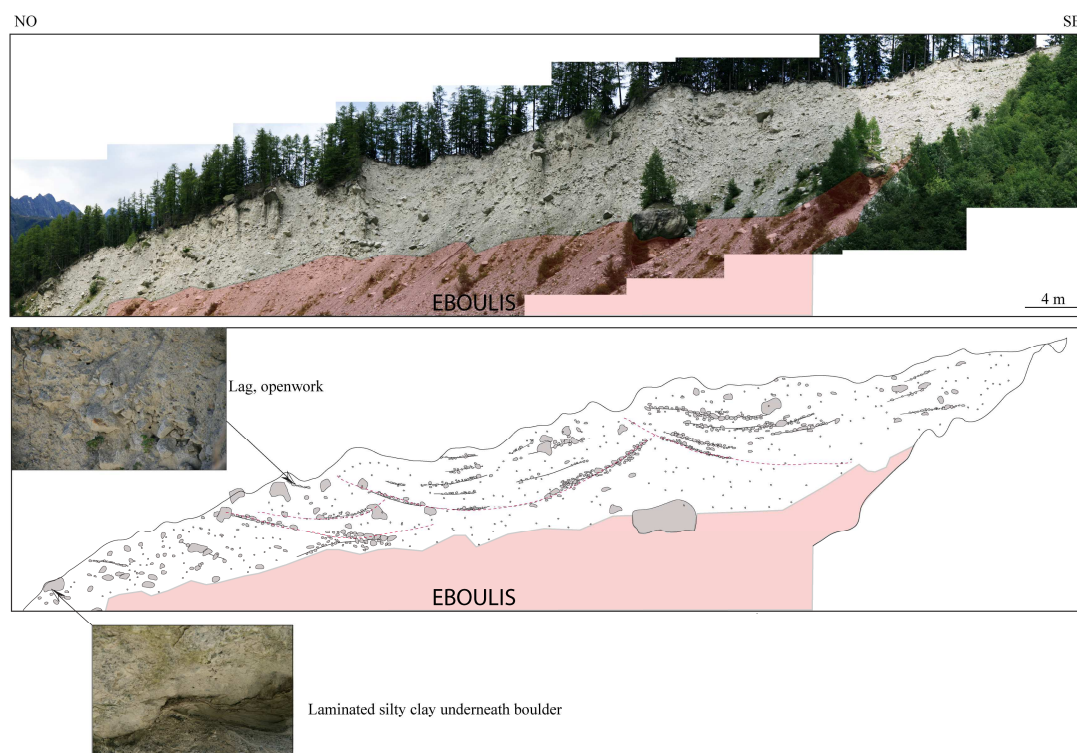 NO
SE
EBOULIS
4 m
Lag, openwork
EBOULIS
Laminated silty clay underneath boulder